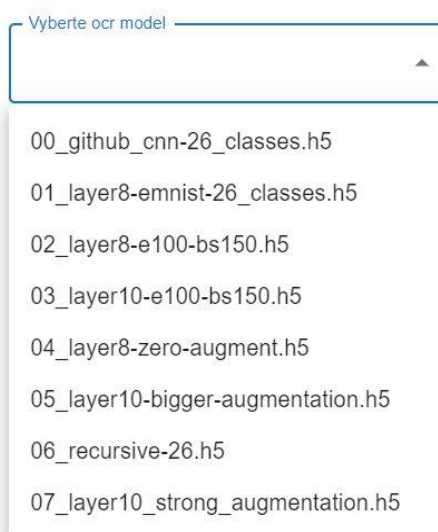 Vyberte ocr model
00_github_cnn-26_classes.h5
01_layer8-emnist-26_classes.h5
02_layer8-e100-bs150.h5
03_layer10-e100-bs150.h5
04_layer8-zero-augment.h5
05_layer10-bigger-augmentation.h5
06_recursive-26.h5
07_layer10_strong_augmentation.h5